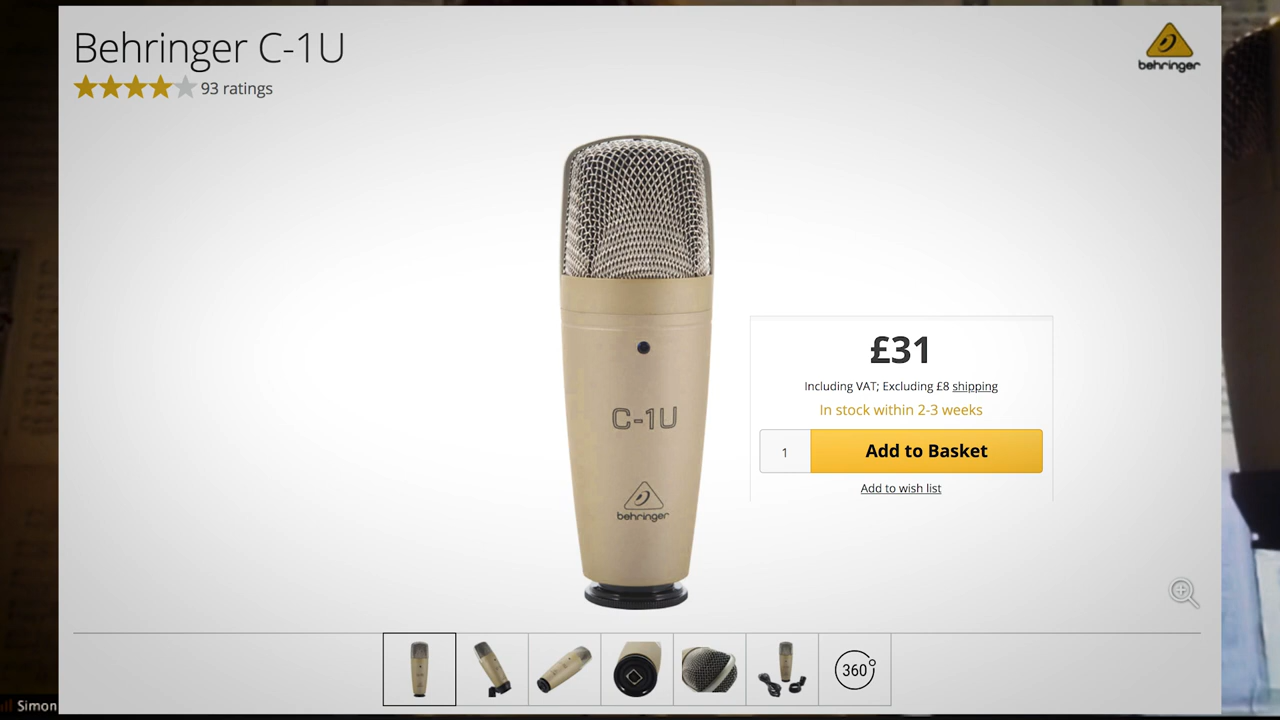 Behringer C-1U
93 ratings
behringer
C-1U
behringer
£31
Including VAT; Excluding £8 shipping
In stock within 2-3 weeks
1
Add to Basket
Add to wish list
360°
Simon